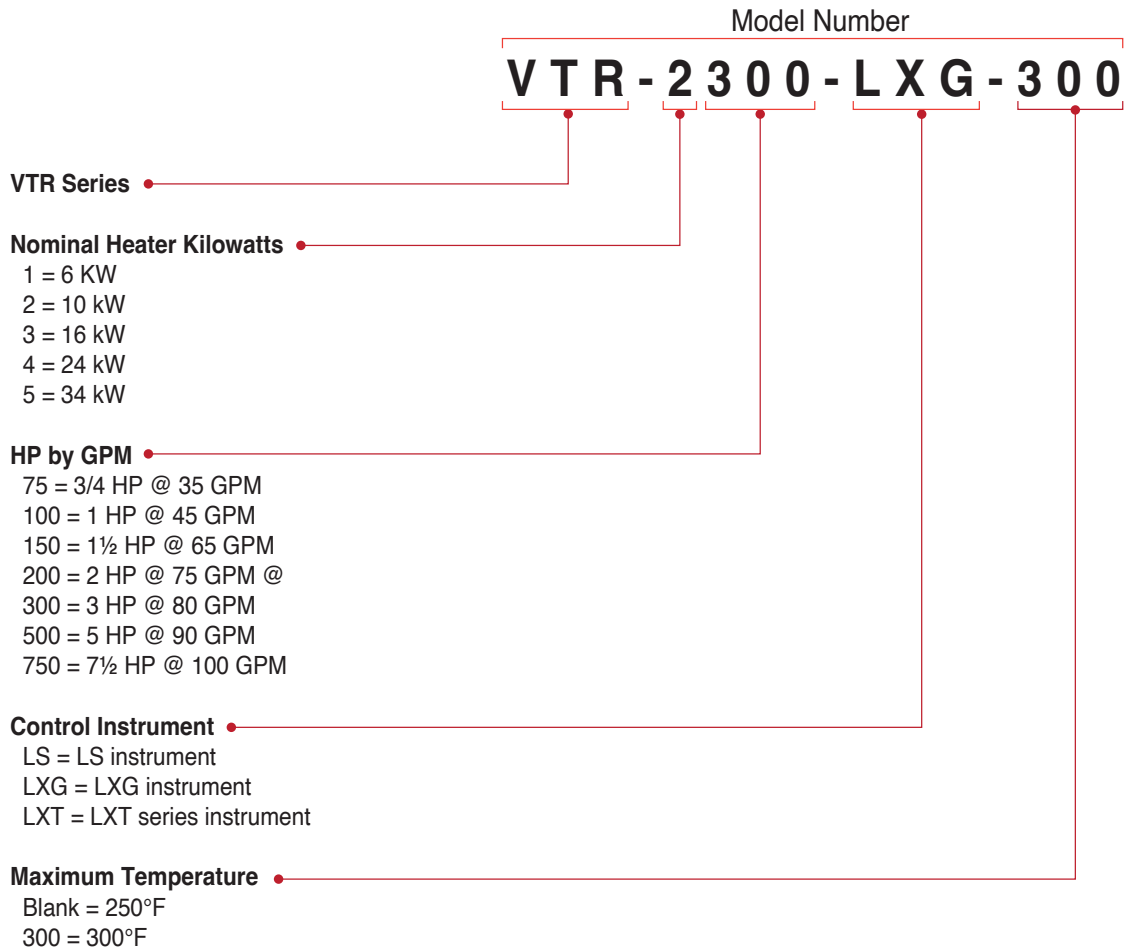 Model Number
VTR-2300-LXG-300
VTR Series
Nominal Heater Kilowatts
1 = 6 KW
2 = 10 kW
3 = 16 kW
4 = 24 kW
5 = 34 kW
HP by GPM
75 = 3/4 HP @ 35 GPM
100 = 1 HP @ 45 GPM
150 = 1½ HP @ 65 GPM
200 = 2 HP @ 75 GPM @
300 = 3 HP @ 80 GPM
500 = 5 HP @ 90 GPM
750 = 7½ HP @ 100 GPM
Control Instrument
LS = LS instrument
LXG = LXG instrument
LXT = LXT series instrument
Maximum Temperature
Blank = 250°F
300 = 300°F